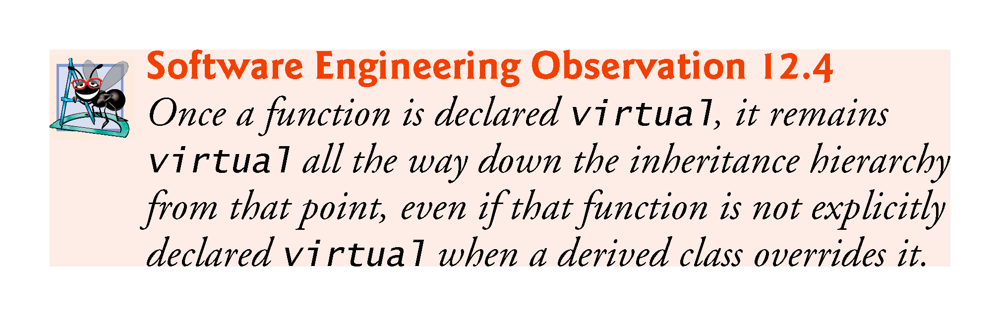 Software Engineering Observation 12.4
Once a function is declared virtual, it remains
virtual all the way down the inheritance hierarchy
from that point, even if that function is not explicitly
declared virtual when a derived class overrides it.